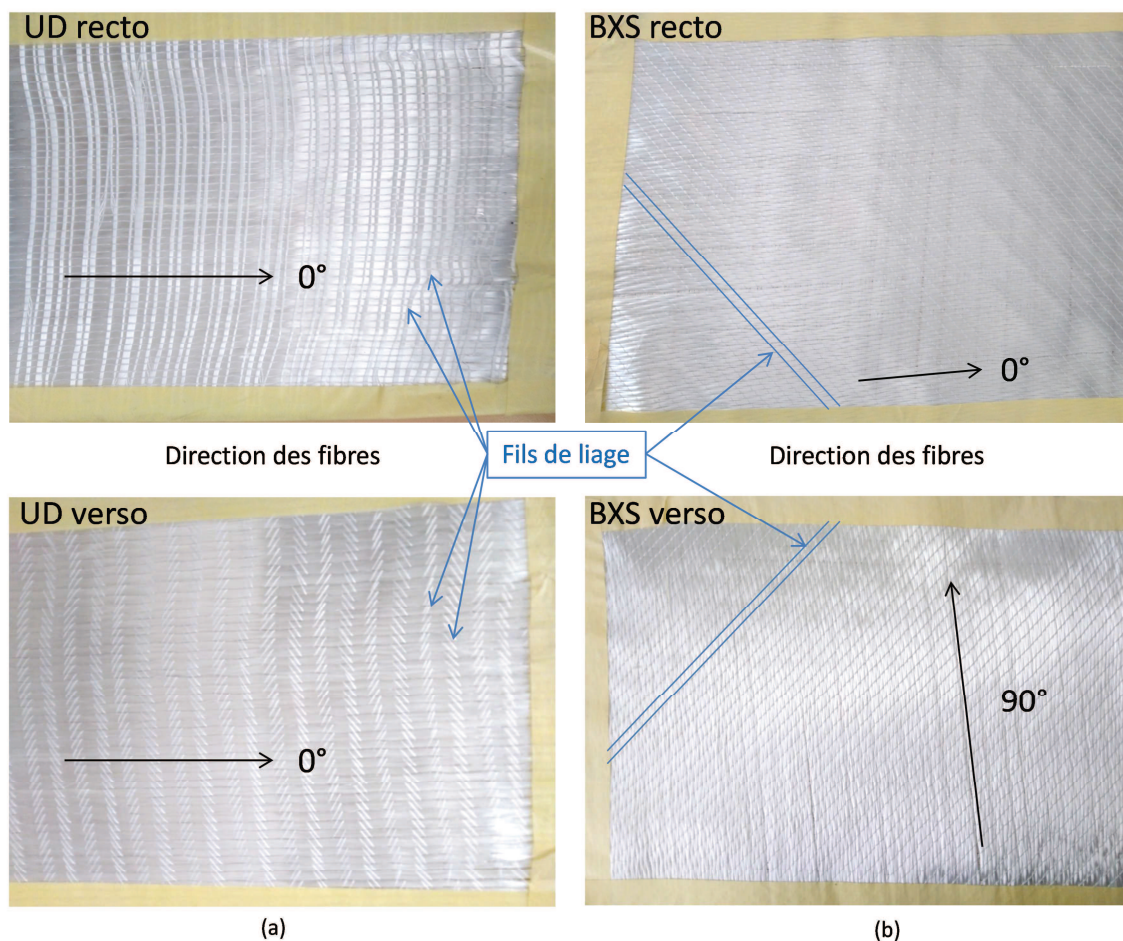 UD recto
BXS recto
0°
0°
Direction des fibres
Fils de liage
Direction des fibres
UD verso
BXS verso
0°
90°
(a)
(b)